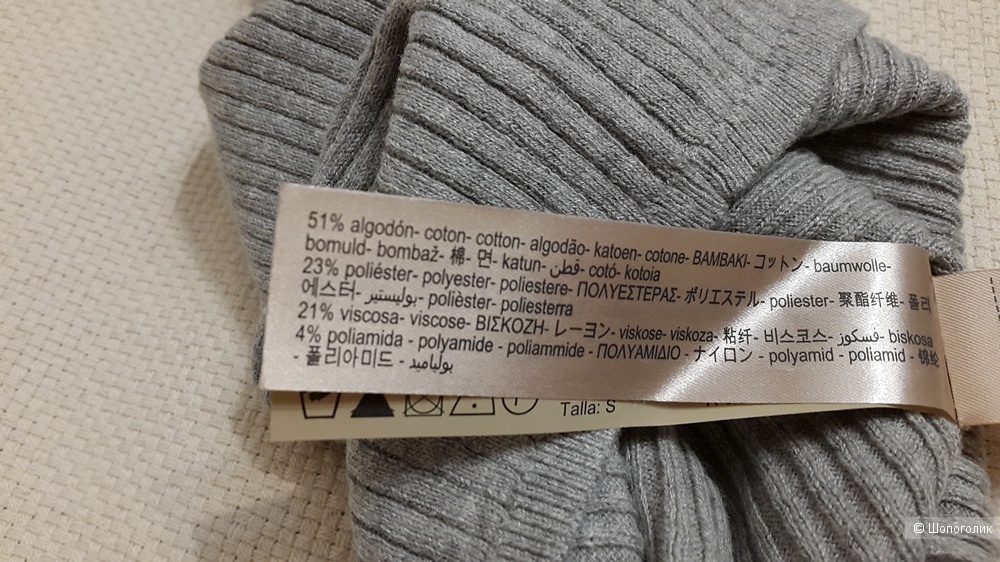 51% algodón- coton- cotton- algodão- katoen- cotone- ΒΑΜΒΑΚΙ- コットン- baumwolle-
bomuld- bombaž- 棉- 면- katun- قطن- cotó- kotoia
23% poliéster- polyester- poliestere- ΠΟΛΥΕΣΤΕΡΑΣ- ポリエステル- poliester- 聚酯纤维- 폴리
에스터- بوليستير- polièster- poliesterra
21% viscosa- viscose- ΒΙΣΚΟΖΗ- レーヨン- viskose- viskoza- 粘纤- 비스코스- فسكوز- biskosa
4% poliamida - polyamide - poliammide - ΠΟΛΥΑΜΙΔΙΟ - ナイロン - polyamid - poliamid - 锦纶
- 폴리아미드 - بولياميد
Talla: S
© Шопоголик